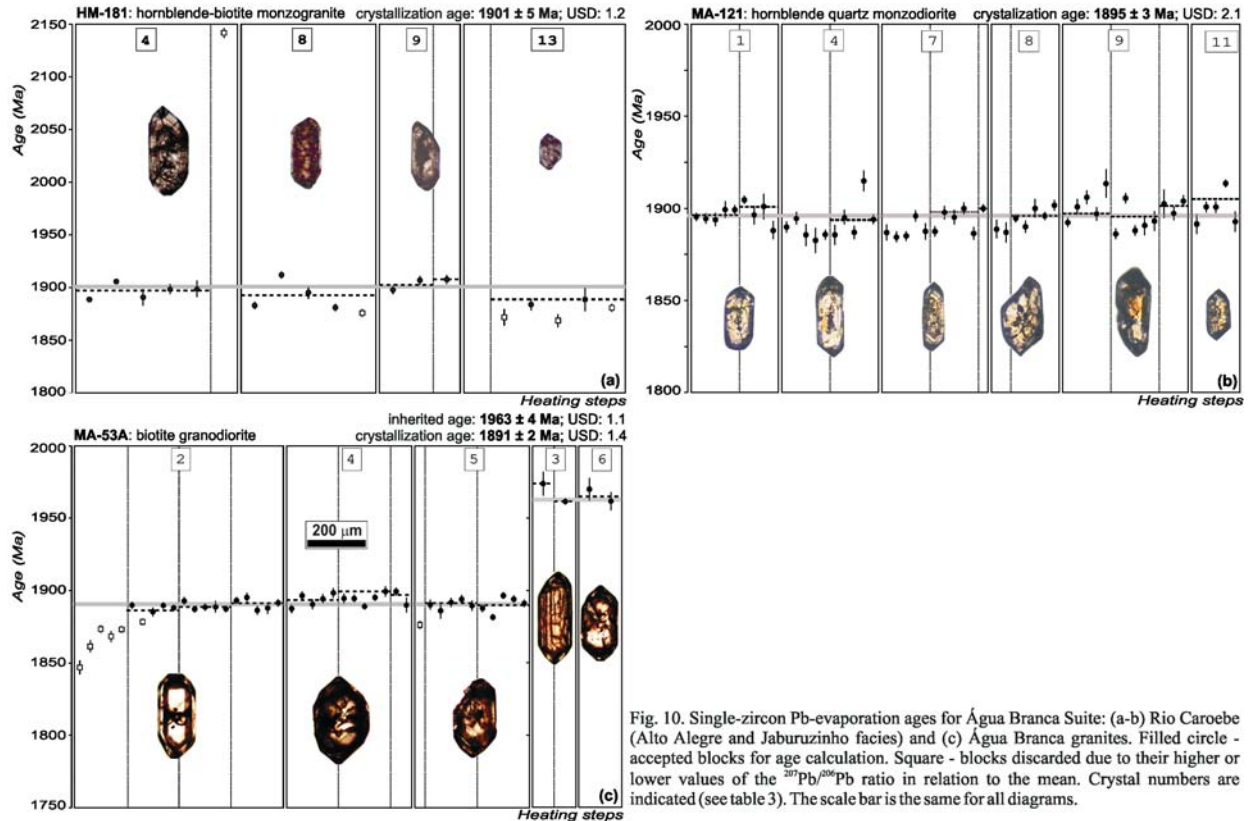 HM-181: hornblende-biotite monzogranite crystallization age: 1901 ± 5 Ma; USD: 1.2
Age (Ma)
2150
2100
2050
2000
1950
1900
1850
1800
4
8
9
13
(a)
Heating steps
MA-121: hornblende quartz monzodiorite crystalization age: 1895 ± 3 Ma; USD: 2.1
Age (Ma)
2000
1950
1900
1850
1800
1
4
7
8
9
11
(b)
Heating steps
inherited age: 1963 ± 4 Ma; USD: 1.1
MA-53A: biotite granodiorite crystallization age: 1891 ± 2 Ma; USD: 1.4
Age (Ma)
2000
1950
1900
1850
1800
1750
2
4
5
3
6
200 µm
(c)
Heating steps
Fig. 10. Single-zircon Pb-evaporation ages for Água Branca Suite: (a-b) Rio Caroebe
(Alto Alegre and Jaburuzinho facies) and (c) Água Branca granites. Filled circle -
accepted blocks for age calculation. Square - blocks discarded due to their higher or
lower values of the ²⁰⁷Pb/²⁰⁶Pb ratio in relation to the mean. Crystal numbers are
indicated (see table 3). The scale bar is the same for all diagrams.